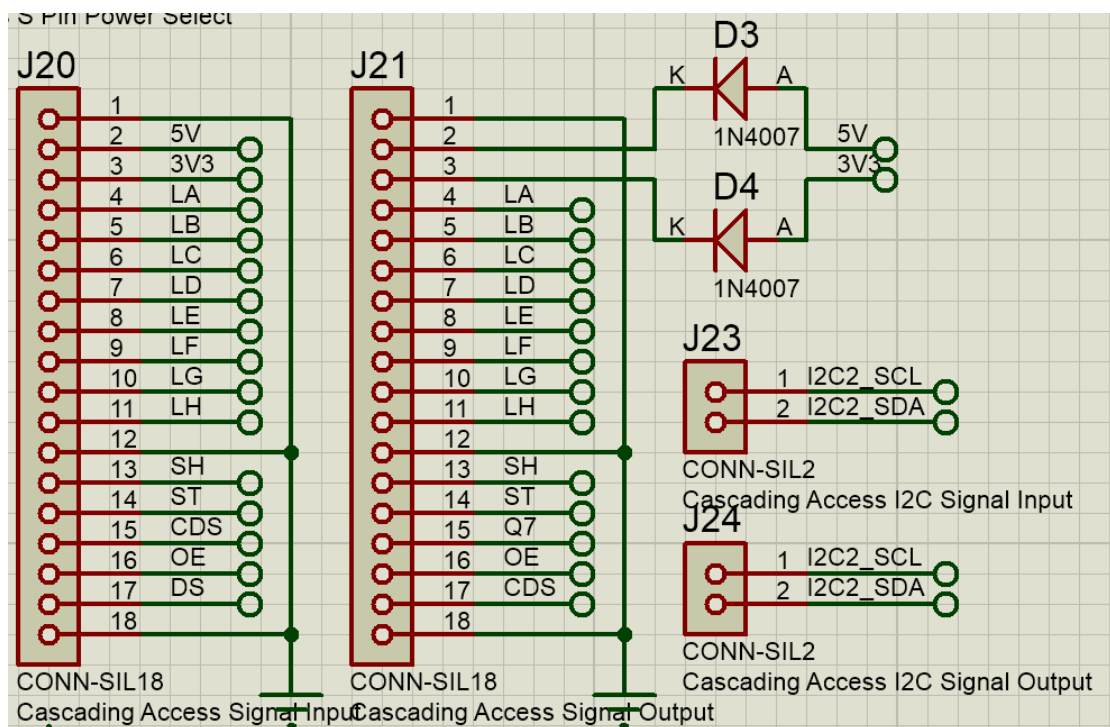 S Pin Power Select
J20
1
2 5V
3 3V3
4 LA
5 LB
6 LC
7 LD
8 LE
9 LF
10 LG
11 LH
12
13 SH
14 ST
15 CDS
16 OE
17 DS
18
CONN-SIL18
Cascading Access Signal Input
J21
1
2
3
4 LA
5 LB
6 LC
7 LD
8 LE
9 LF
10 LG
11 LH
12
13 SH
14 ST
15 Q7
16 OE
17 CDS
18
CONN-SIL18
Cascading Access Signal Output
D3
K A
1N4007
5V
3V3
D4
K A
1N4007
J23
1 I2C2_SCL
2 I2C2_SDA
CONN-SIL2
Cascading Access I2C Signal Input
J24
1 I2C2_SCL
2 I2C2_SDA
CONN-SIL2
Cascading Access I2C Signal Output